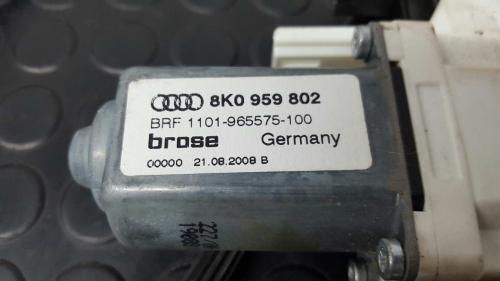 8K0 959 802
BRF 1101-965575-100
brose Germany
00000 21.08.2008 B